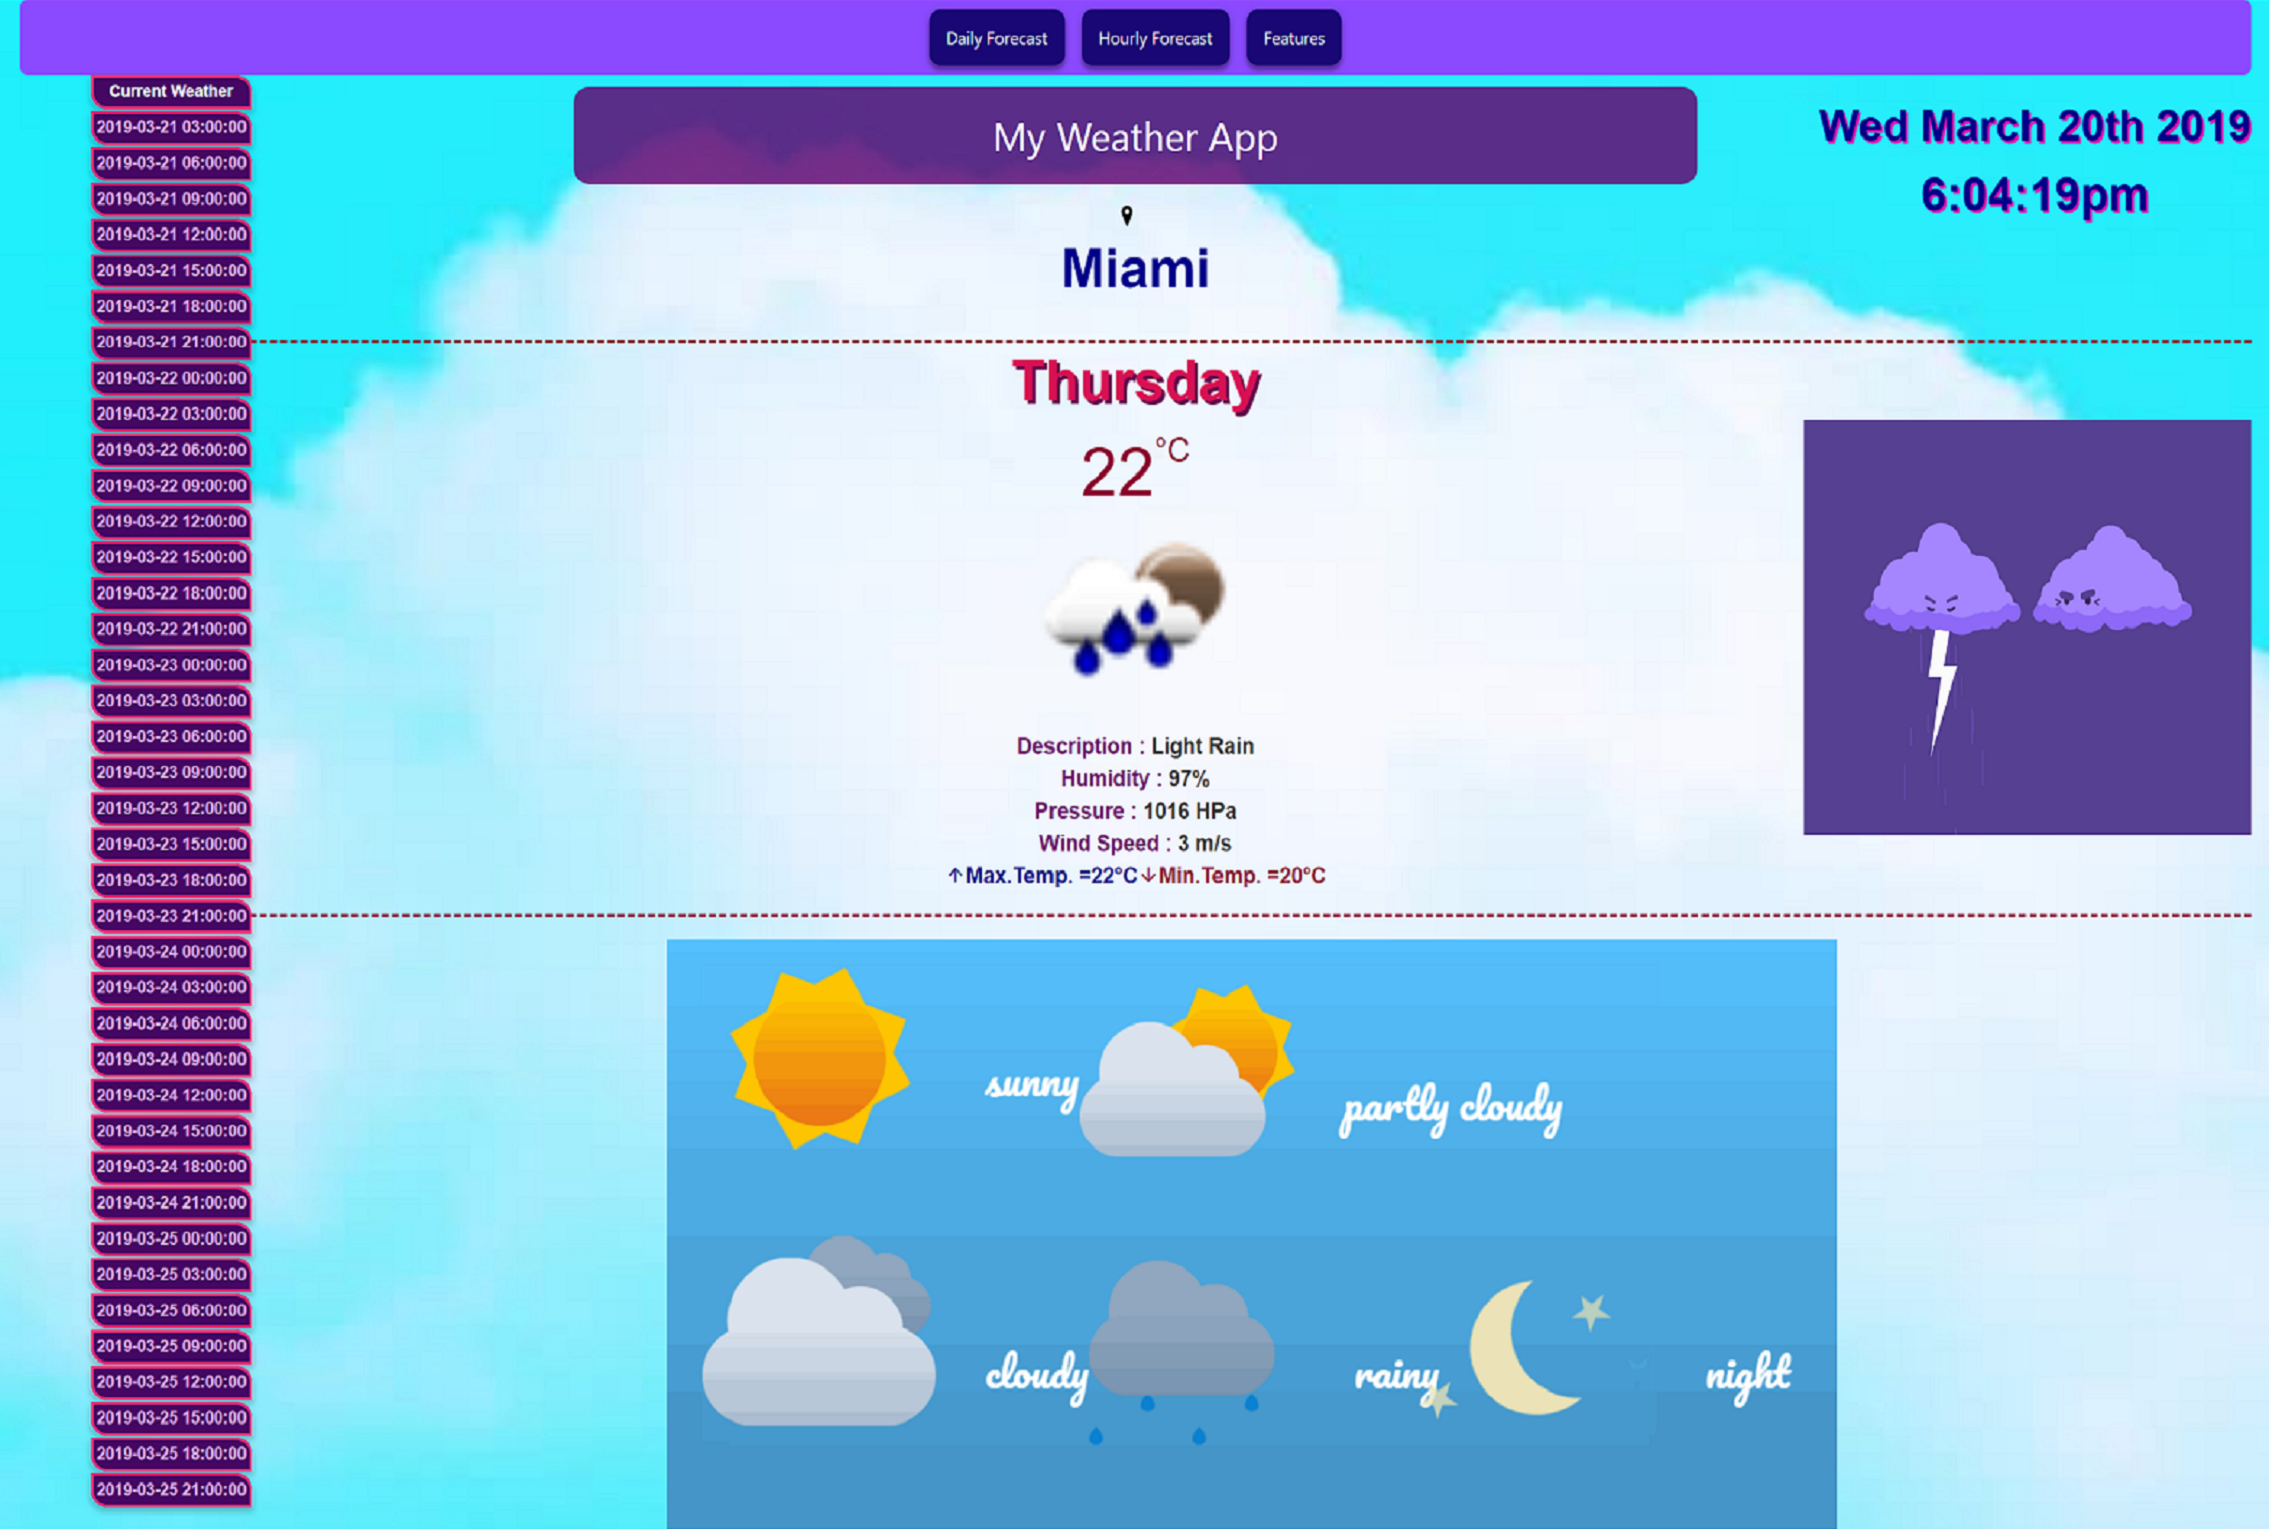 Daily Forecast
Hourly Forecast
Features
Current Weather
2019-03-21 03:00:00
2019-03-21 06:00:00
2019-03-21 09:00:00
2019-03-21 12:00:00
2019-03-21 15:00:00
2019-03-21 18:00:00
2019-03-21 21:00:00
2019-03-22 00:00:00
2019-03-22 03:00:00
2019-03-22 06:00:00
2019-03-22 09:00:00
2019-03-22 12:00:00
2019-03-22 15:00:00
2019-03-22 18:00:00
2019-03-22 21:00:00
2019-03-23 00:00:00
2019-03-23 03:00:00
2019-03-23 06:00:00
2019-03-23 09:00:00
2019-03-23 12:00:00
2019-03-23 15:00:00
2019-03-23 18:00:00
2019-03-23 21:00:00
2019-03-24 00:00:00
2019-03-24 03:00:00
2019-03-24 06:00:00
2019-03-24 09:00:00
2019-03-24 12:00:00
2019-03-24 15:00:00
2019-03-24 18:00:00
2019-03-24 21:00:00
2019-03-25 00:00:00
2019-03-25 03:00:00
2019-03-25 06:00:00
2019-03-25 09:00:00
2019-03-25 12:00:00
2019-03-25 15:00:00
2019-03-25 18:00:00
2019-03-25 21:00:00
My Weather App
Wed March 20th 2019
6:04:19pm
Miami
Thursday
22°C
Description : Light Rain
Humidity : 97%
Pressure : 1016 HPa
Wind Speed : 3 m/s
↑Max.Temp. =22°C↓Min.Temp. =20°C
sunny
partly cloudy
cloudy
rainy
night